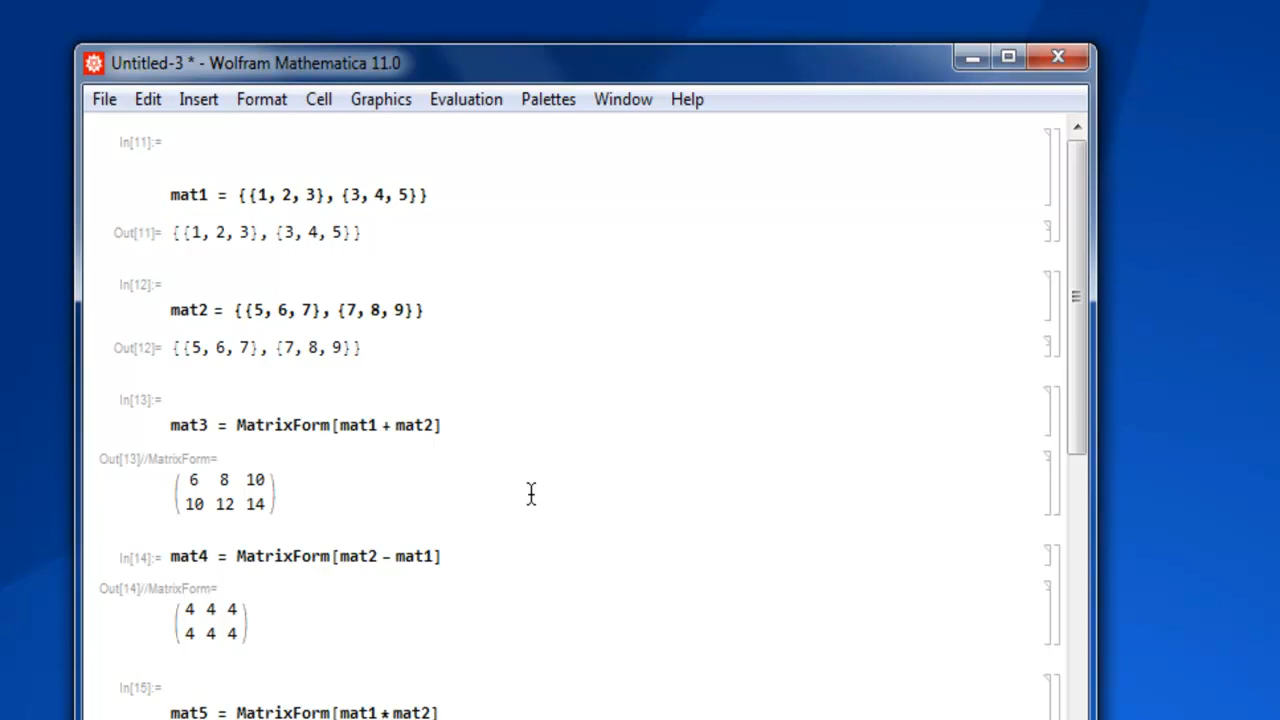 Untitled-3 * - Wolfram Mathematica 11.0
File Edit Insert Format Cell Graphics Evaluation Palettes Window Help
In[11]:=
mat1 = {{1, 2, 3}, {3, 4, 5}}
Out[11]= {{1, 2, 3}, {3, 4, 5}}
In[12]:=
mat2 = {{5, 6, 7}, {7, 8, 9}}
Out[12]= {{5, 6, 7}, {7, 8, 9}}
In[13]:=
mat3 = MatrixForm[mat1 + mat2]
Out[13]//MatrixForm=
6 8 10
10 12 14
In[14]:= mat4 = MatrixForm[mat2 - mat1]
Out[14]//MatrixForm=
4 4 4
4 4 4
In[15]:=
mat5 = MatrixForm[mat1 * mat2]